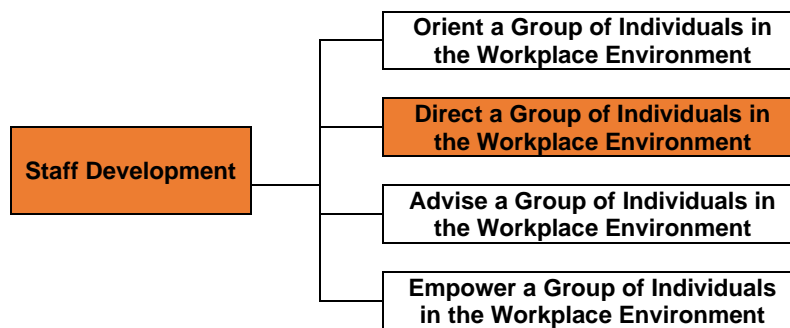 Orient a Group of Individuals in
the Workplace Environment
Direct a Group of Individuals in
the Workplace Environment
Staff Development
Advise a Group of Individuals in
the Workplace Environment
Empower a Group of Individuals
in the Workplace Environment